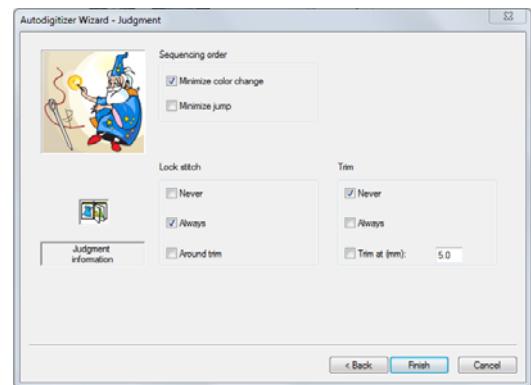 Autodigitizer Wizard - Judgment
Sequencing order
Minimize color change
Minimize jump
Lock stitch
Never
Always
Around trim
Trim
Never
Always
Trim at (mm): 5.0
Judgment
information
< Back Finish Cancel